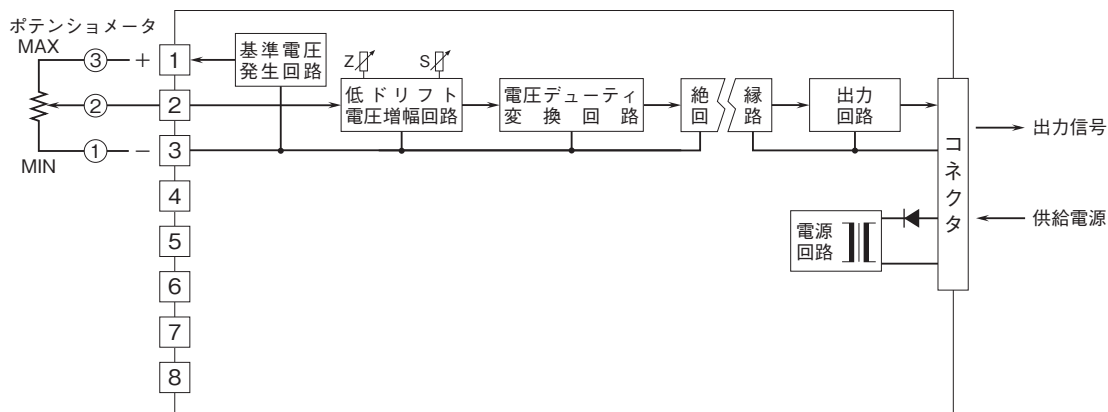 ポテンショメータ
MAX
③ +
②
① −
MIN
1
2
3
4
5
6
7
8
基準電圧
発生回路
Z
S
低ドリフト
電圧増幅回路
電圧デューティ
変換回路
絶縁
回路
出力
回路
コネクタ
電源
回路
出力信号
供給電源